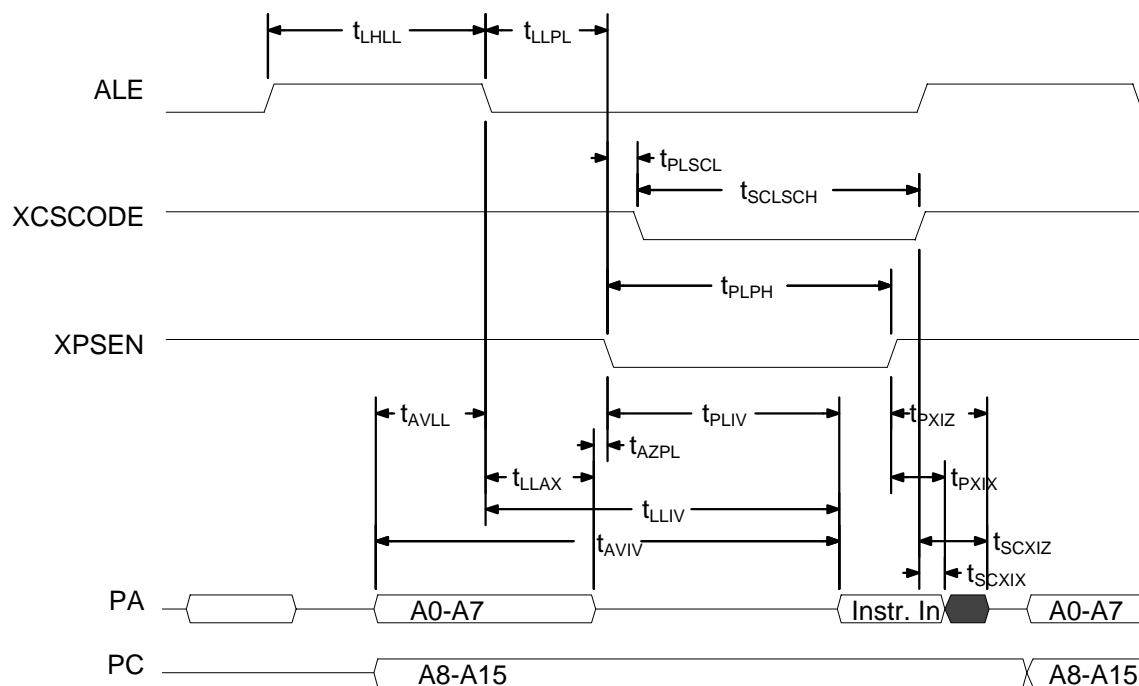 tLHLL tLLPL
ALE
tPLSCL
tSCLSCH
XCSCODE
tPLPH
XPSEN
tAVLL tPLIV tPXIZ
tAZPL
tLLAX tPXIX
tLLIV
tAVIV tSCXIZ
tSCXIX
PA A0-A7 Instr. In A0-A7
PC A8-A15 A8-A15